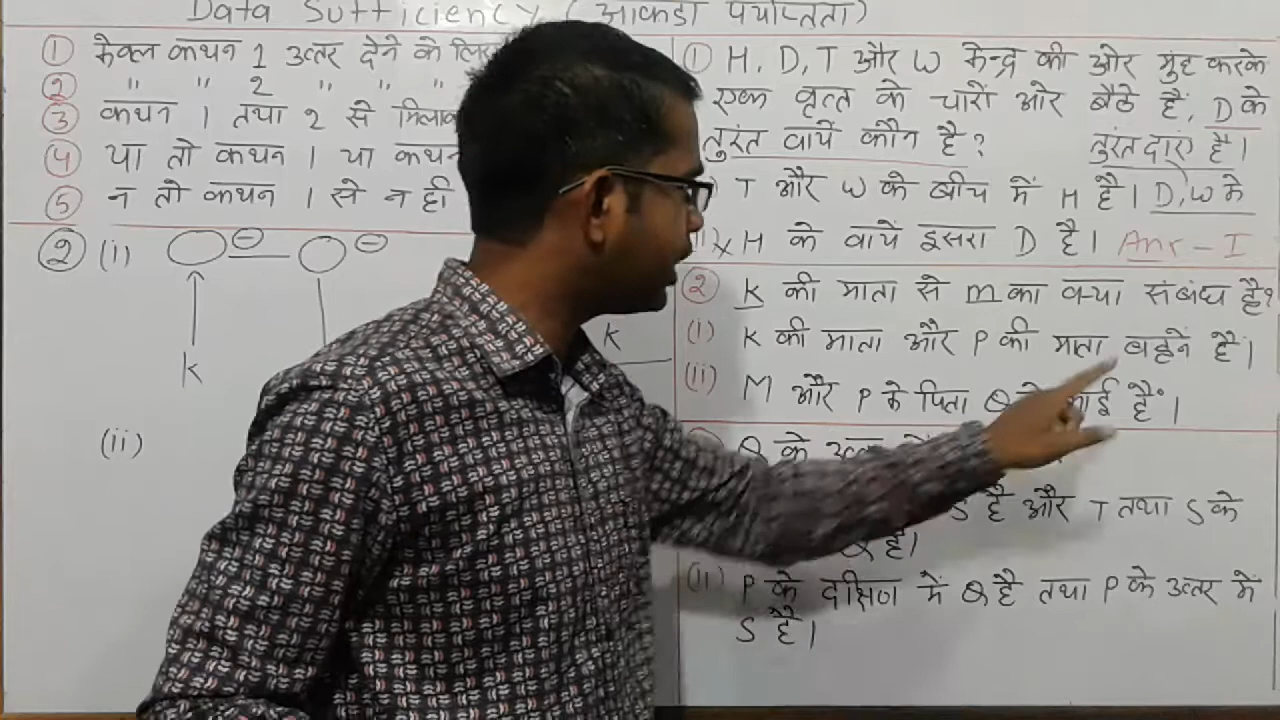 Data Sufficiency (आंकडा पर्याप्तता)
① केवल कथन 1 उत्तर देने के लिए
② " " 2 " " "
③ कथन 1 तथा 2 से मिलाक
④ या तो कथन 1 या कथन
⑤ न तो कथन 1 से न ही
② (i)
K
K
(ii)
① H, D, T और W केन्द्र की ओर मुंह करके
एक वृत्त के चारों ओर बैठे हैं, D के
तुरंत वायें कौन है? तुरंत दाएं है।
T और W के बीच में H है। D, W के
H के वायें दूसरा D है। Ans - I
② K की माता से M का क्या संबंध है?
(i) K की माता और P की माता बहनें हैं।
(ii) M और P के पिता भाई हैं।
Q के
S है और T तथा S के
Q है।
(ii) P के दक्षिण में Q है तथा P के उत्तर में
S है।